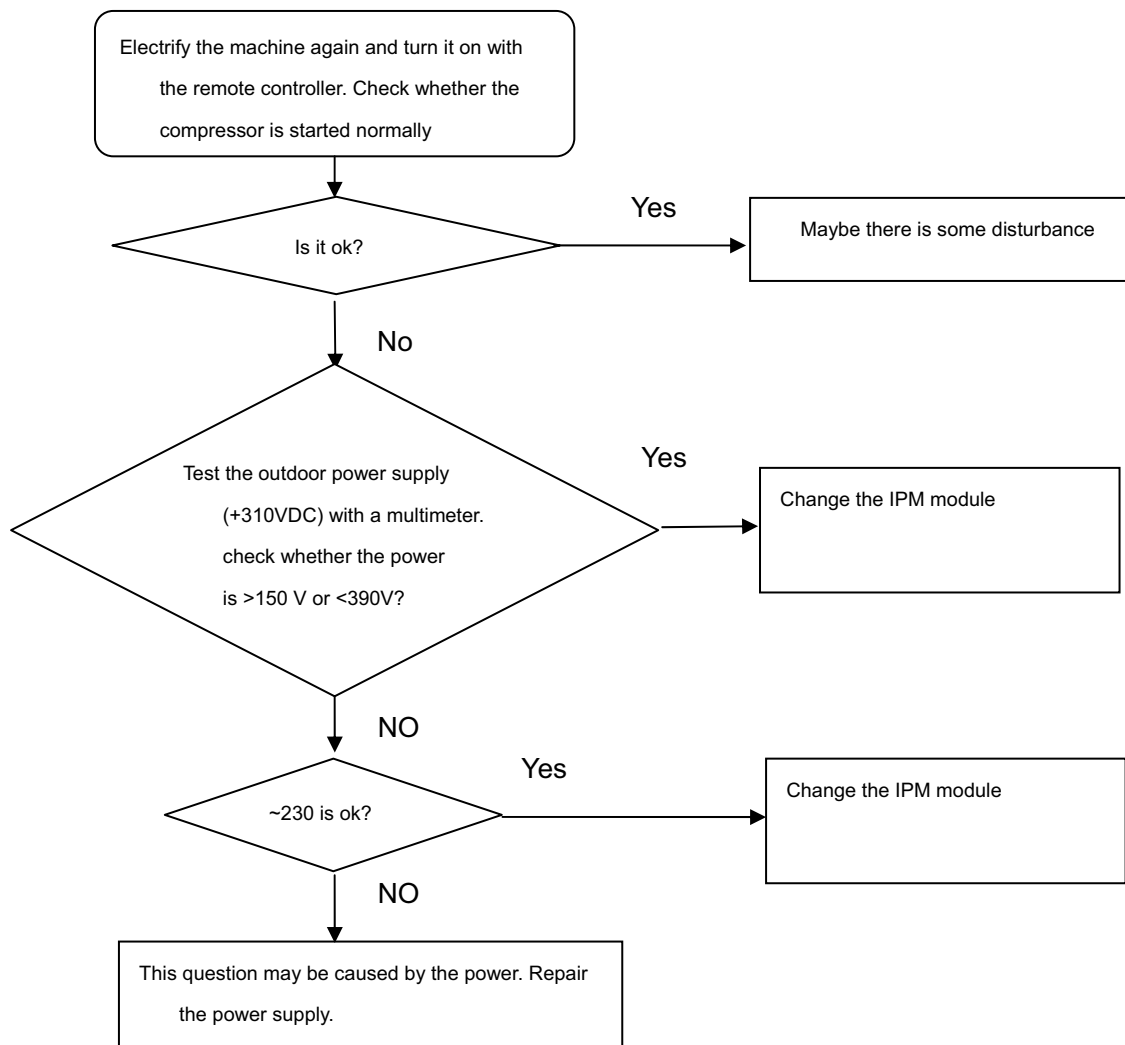 Electrify the machine again and turn it on with
the remote controller. Check whether the
compressor is started normally
Yes
Maybe there is some disturbance
Is it ok?
No
Yes
Test the outdoor power supply
(+310VDC) with a multimeter.
check whether the power
is >150 V or <390V?
Change the IPM module
NO
Yes
~230 is ok?
Change the IPM module
NO
This question may be caused by the power. Repair
the power supply.